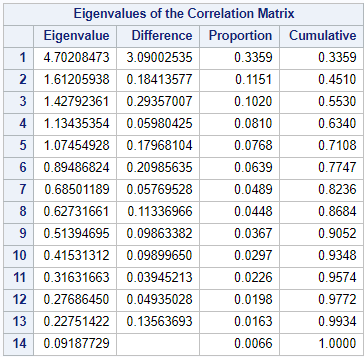 Eigenvalues of the Correlation Matrix
Eigenvalue Difference Proportion Cumulative
1 4.70208473 3.09002535 0.3359 0.3359
2 1.61205938 0.18413577 0.1151 0.4510
3 1.42792361 0.29357007 0.1020 0.5530
4 1.13435354 0.05980425 0.0810 0.6340
5 1.07454928 0.17968104 0.0768 0.7108
6 0.89486824 0.20985635 0.0639 0.7747
7 0.68501189 0.05769528 0.0489 0.8236
8 0.62731661 0.11336966 0.0448 0.8684
9 0.51394695 0.09863382 0.0367 0.9052
10 0.41531312 0.09899650 0.0297 0.9348
11 0.31631663 0.03945213 0.0226 0.9574
12 0.27686450 0.04935028 0.0198 0.9772
13 0.22751422 0.13563693 0.0163 0.9934
14 0.09187729 0.0066 1.0000